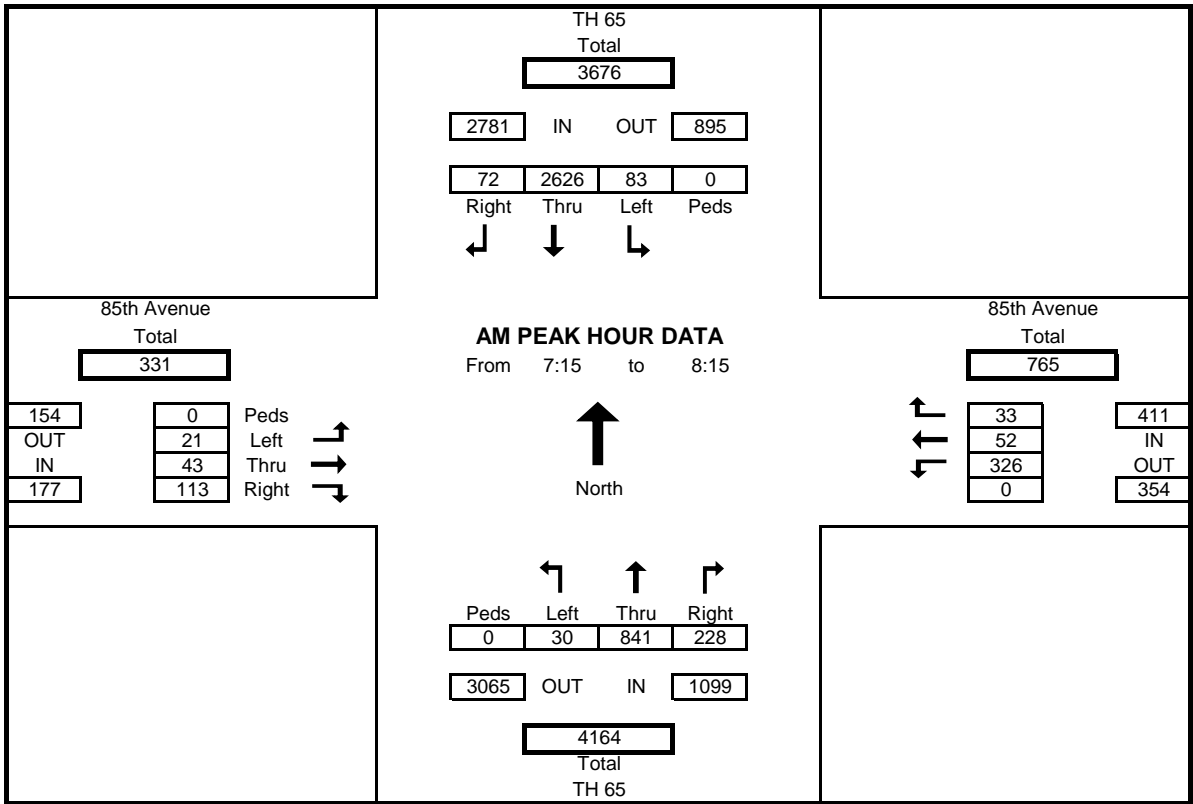 TH 65
Total
3676
2781 IN OUT 895
72 2626 83 0
Right Thru Left Peds
85th Avenue
Total
331
154 0 Peds
OUT 21 Left
IN 43 Thru
177 113 Right
AM PEAK HOUR DATA
From 7:15 to 8:15
North
85th Avenue
Total
765
33 411
52 IN
326 OUT
0 354
Peds Left Thru Right
0 30 841 228
3065 OUT IN 1099
4164
Total
TH 65